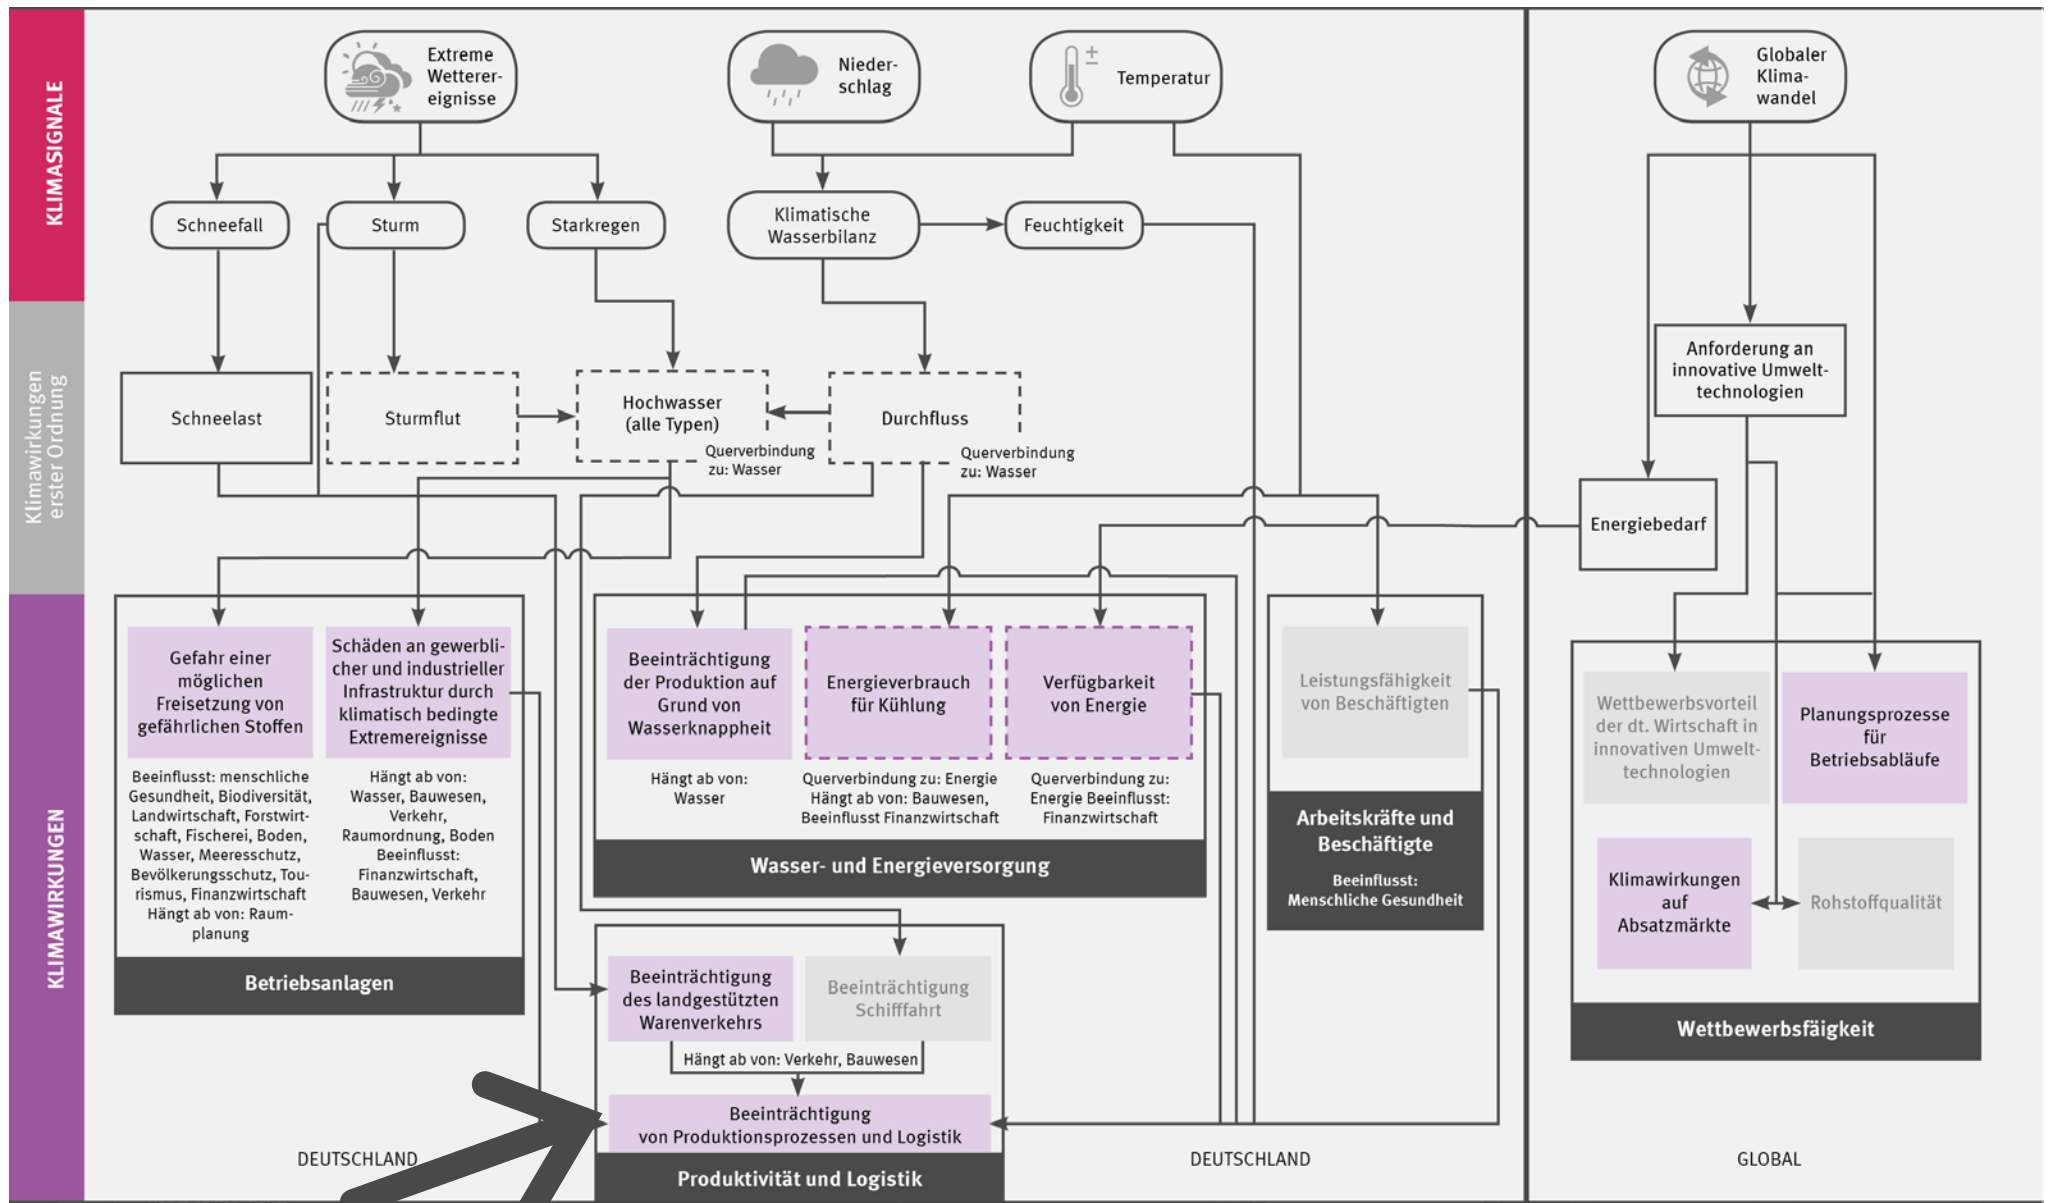 KLIMASIGNALE
Extreme
Wetterer-
eignisse
Nieder-
schlag
±
Temperatur
Globaler
Klima-
wandel
Schneefall
Sturm
Starkregen
Klimatische
Wasserbilanz
Feuchtigkeit
Klimawirkungen
erster Ordnung
Anforderung an
innovative Umwelt-
technologien
Schneelast
Sturmflut
Hochwasser
(alle Typen)
Querverbindung
zu: Wasser
Durchfluss
Querverbindung
zu: Wasser
Energiebedarf
KLIMAWIRKUNGEN
Gefahr einer
möglichen
Freisetzung von
gefährlichen Stoffen
Beeinflusst: menschliche
Gesundheit, Biodiversität,
Landwirtschaft, Forstwirt-
schaft, Fischerei, Boden,
Wasser, Meeresschutz,
Bevölkerungsschutz, Tou-
rismus, Finanzwirtschaft
Hängt ab von: Raum-
planung
Schäden an gewerbli-
cher und industrieller
Infrastruktur durch
klimatisch bedingte
Extremereignisse
Hängt ab von:
Wasser, Bauwesen,
Verkehr,
Raumordnung, Boden
Beeinflusst:
Finanzwirtschaft,
Bauwesen, Verkehr
Betriebsanlagen
Beeinträchtigung
der Produktion auf
Grund von
Wasserknappheit
Hängt ab von:
Wasser
Energieverbrauch
für Kühlung
Querverbindung zu: Energie
Hängt ab von: Bauwesen,
Beeinflusst Finanzwirtschaft
Verfügbarkeit
von Energie
Querverbindung zu:
Energie Beeinflusst:
Finanzwirtschaft
Wasser- und Energieversorgung
Leistungsfähigkeit
von Beschäftigten
Arbeitskräfte und
Beschäftigte
Beeinflusst:
Menschliche Gesundheit
Wettbewerbsvorteil
der dt. Wirtschaft in
innovativen Umwelt-
technologien
Planungsprozesse
für
Betriebsabläufe
Klimawirkungen
auf
Absatzmärkte
Rohstoffqualität
Wettbewerbsfäigkeit
Beeinträchtigung
des landgestützten
Warenverkehrs
Beeinträchtigung
Schifffahrt
Hängt ab von: Verkehr, Bauwesen
Beeinträchtigung
von Produktionsprozessen und Logistik
Produktivität und Logistik
DEUTSCHLAND
DEUTSCHLAND
GLOBAL